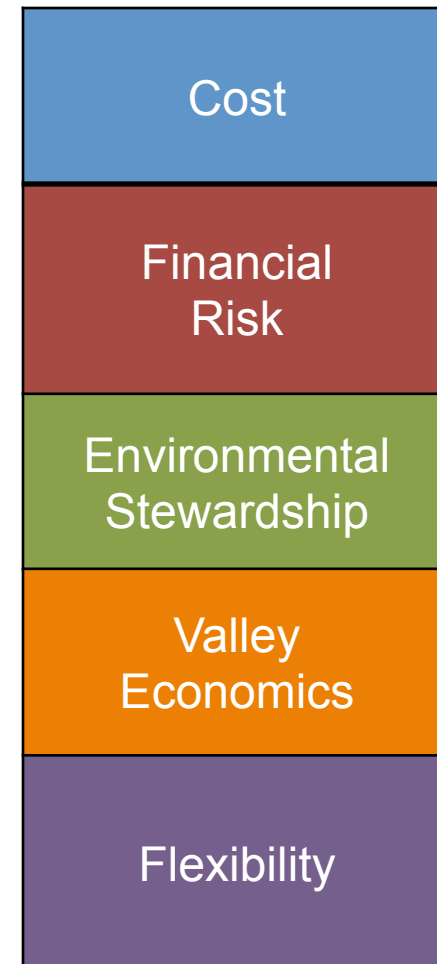 Cost
Financial
Risk
Environmental
Stewardship
Valley
Economics
Flexibility